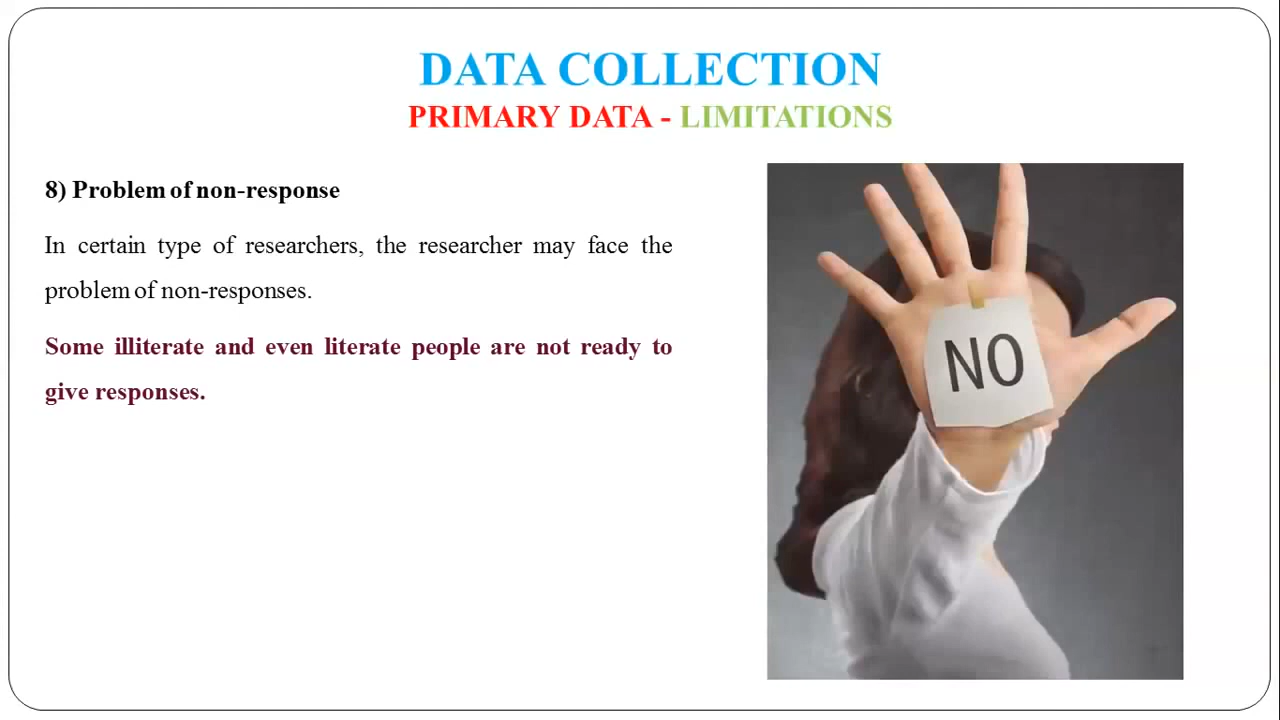 DATA COLLECTION
PRIMARY DATA - LIMITATIONS
8) Problem of non-response
In certain type of researchers, the researcher may face the
problem of non-responses.
Some illiterate and even literate people are not ready to
give responses.
NO